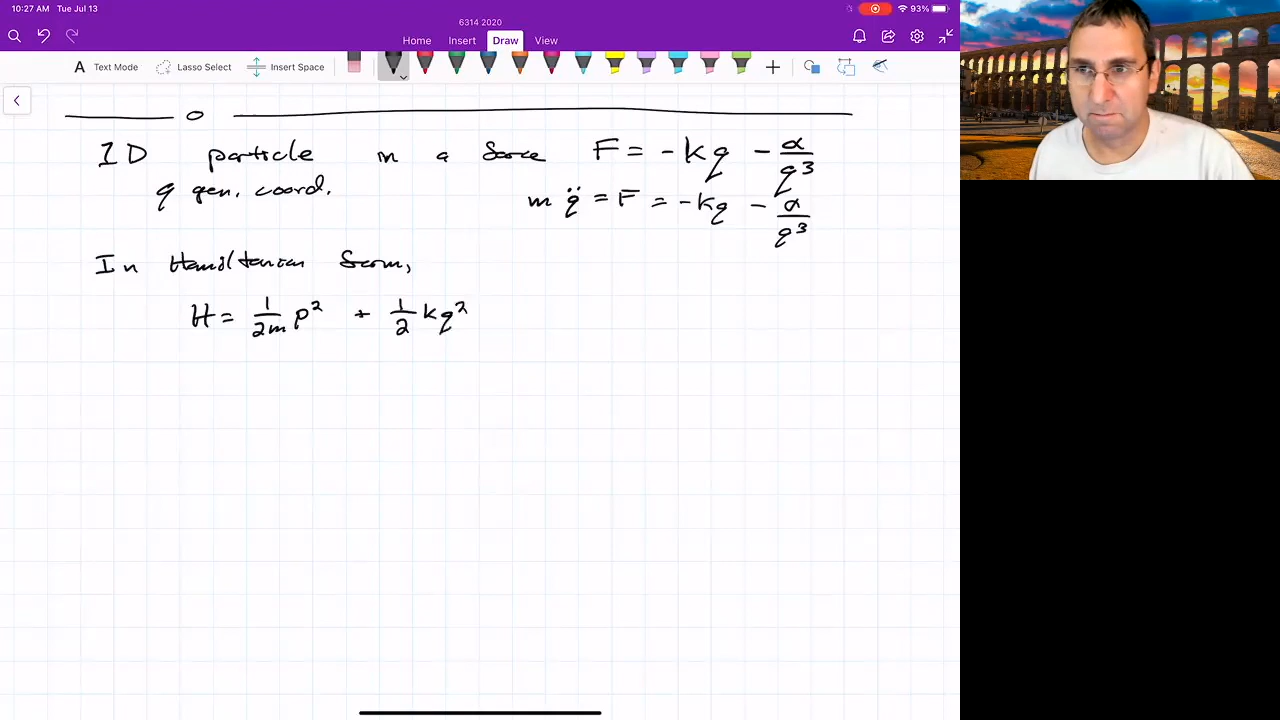 10:27 AM Tue Jul 13
93%
6314 2020
Home Insert Draw View
Text Mode Lasso Select Insert Space
1D particle in a force F = -kq - α/q³
q gen. coord.
m q̈ = F = -kq - α/q³
In Hamiltonian form,
H = 1/2m p² + 1/2 kq²